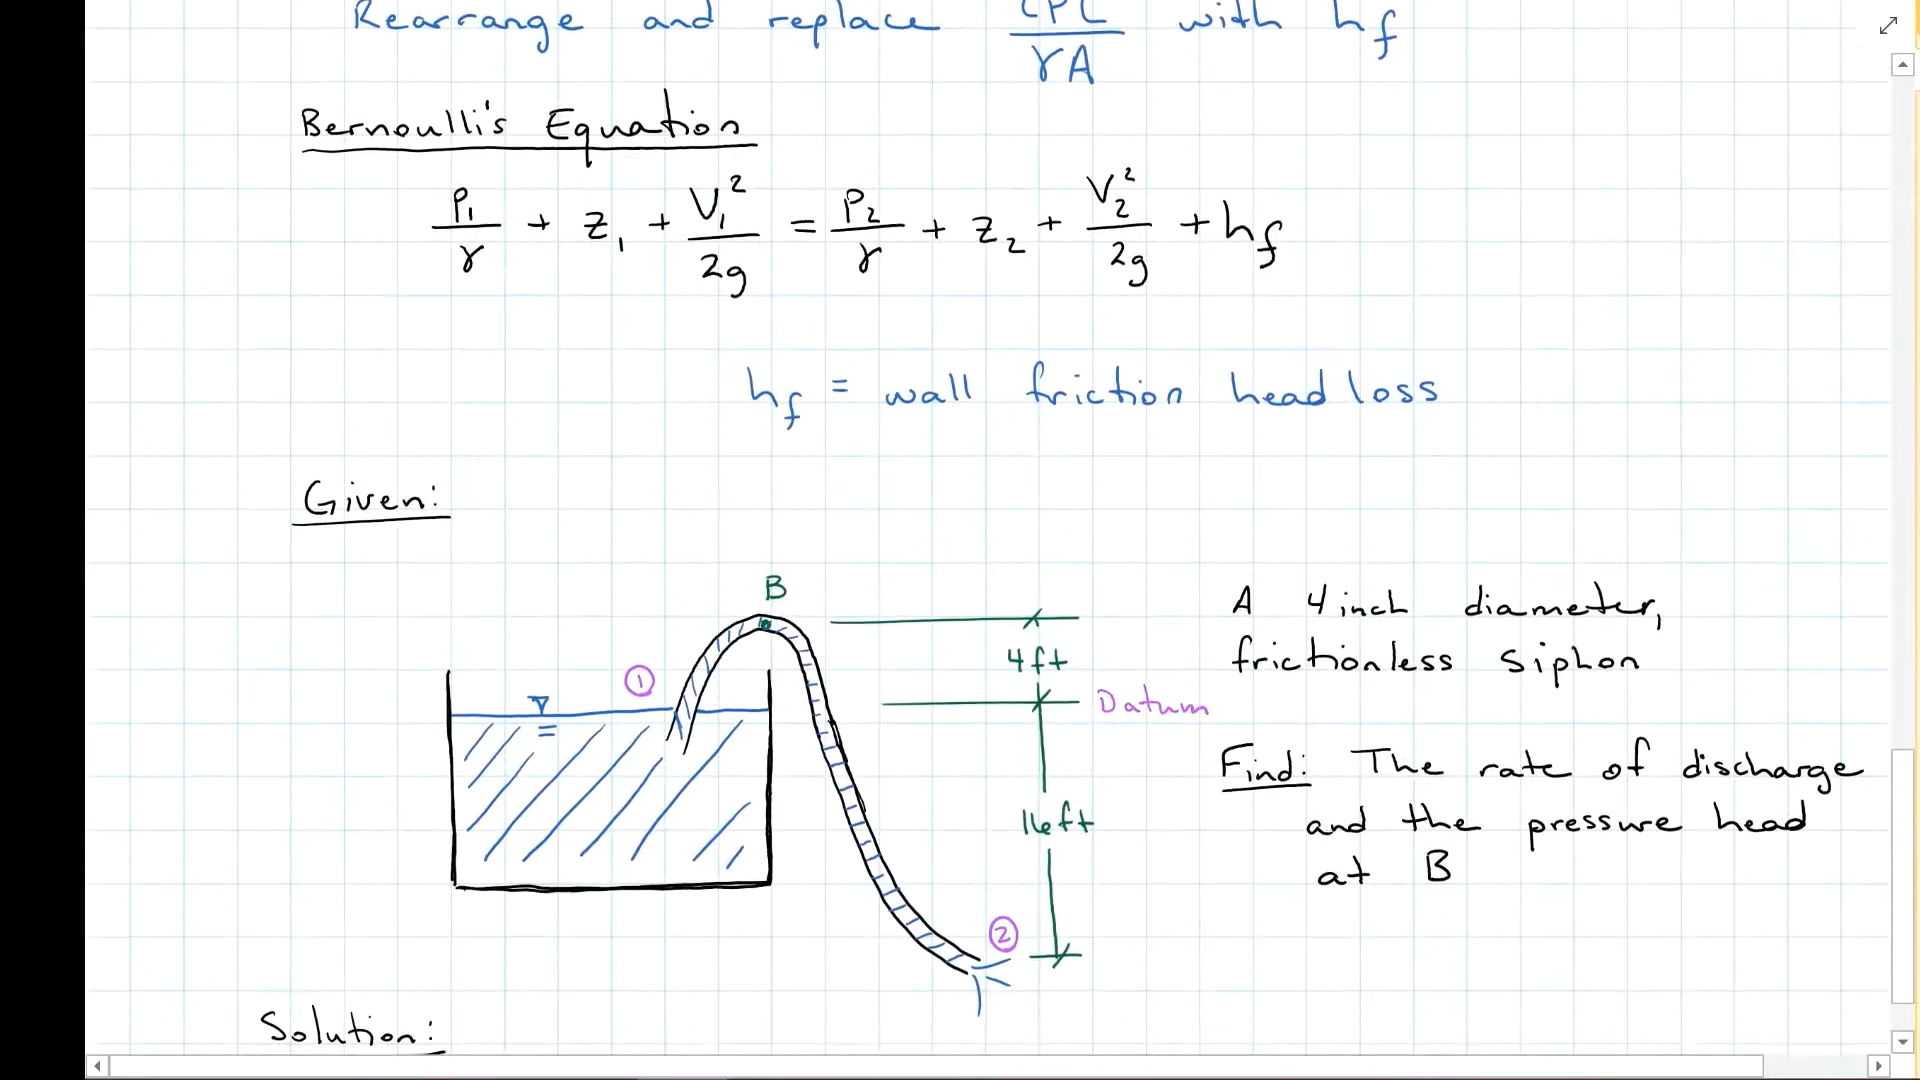 Rearrange and replace τPL/γA with hf
Bernoulli's Equation
P₁/γ + z₁ + V₁²/2g = P₂/γ + z₂ + V₂²/2g + hf
hf = wall friction head loss
Given:
B
①
4ft
Datum
16ft
②
A 4 inch diameter,
frictionless siphon
Find: The rate of discharge
and the pressure head
at B
Solution: